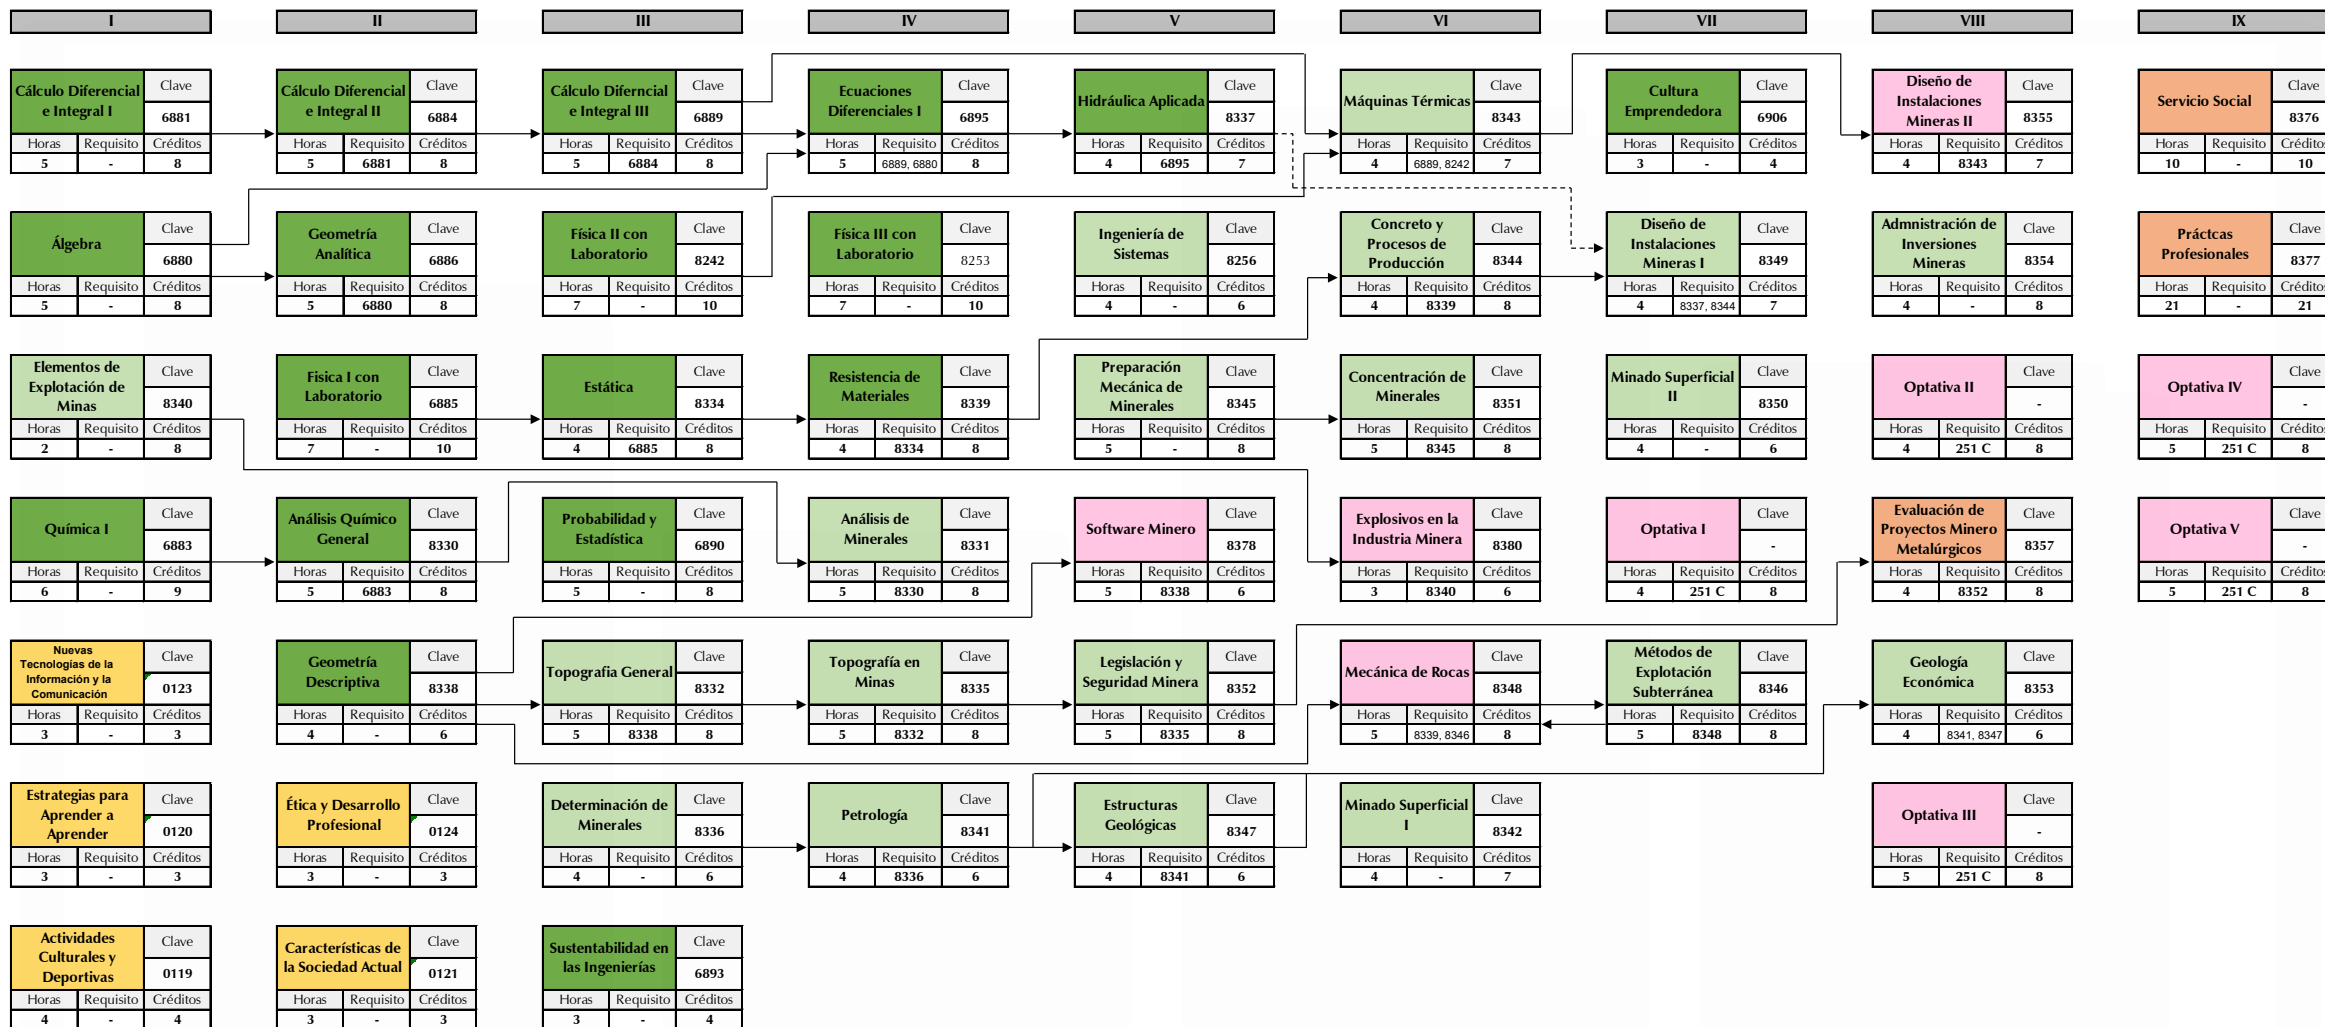 I II III IV V VI VII VIII IX
Cálculo Diferencial e Integral I Clave 6881
Horas Requisito Créditos
5 - 8
Cálculo Diferencial e Integral II Clave 6884
Horas Requisito Créditos
5 6881 8
Cálculo Diferncial e Integral III Clave 6889
Horas Requisito Créditos
5 6884 8
Ecuaciones Diferenciales I Clave 6895
Horas Requisito Créditos
5 6889, 6880 8
Hidráulica Aplicada Clave 8337
Horas Requisito Créditos
4 6895 7
Máquinas Térmicas Clave 8343
Horas Requisito Créditos
4 6889, 8242 7
Cultura Emprendedora Clave 6906
Horas Requisito Créditos
3 - 4
Diseño de Instalaciones Mineras II Clave 8355
Horas Requisito Créditos
4 8343 7
Servicio Social Clave 8376
Horas Requisito Créditos
10 - 10
Álgebra Clave 6880
Horas Requisito Créditos
5 - 8
Geometría Analítica Clave 6886
Horas Requisito Créditos
5 6880 8
Física II con Laboratorio Clave 8242
Horas Requisito Créditos
7 - 10
Física III con Laboratorio Clave 8253
Horas Requisito Créditos
7 - 10
Ingeniería de Sistemas Clave 8256
Horas Requisito Créditos
4 - 6
Concreto y Procesos de Producción Clave 8344
Horas Requisito Créditos
4 8339 8
Diseño de Instalaciones Mineras I Clave 8349
Horas Requisito Créditos
4 8337, 8344 7
Admnistración de Inversiones Mineras Clave 8354
Horas Requisito Créditos
4 - 8
Práctcas Profesionales Clave 8377
Horas Requisito Créditos
21 - 21
Elementos de Explotación de Minas Clave 8340
Horas Requisito Créditos
2 - 8
Fisica I con Laboratorio Clave 6885
Horas Requisito Créditos
7 - 10
Estática Clave 8334
Horas Requisito Créditos
4 6885 8
Resistencia de Materiales Clave 8339
Horas Requisito Créditos
4 8334 8
Preparación Mecánica de Minerales Clave 8345
Horas Requisito Créditos
5 - 8
Concentración de Minerales Clave 8351
Horas Requisito Créditos
5 8345 8
Minado Superficial II Clave 8350
Horas Requisito Créditos
4 - 6
Optativa II Clave -
Horas Requisito Créditos
4 251 C 8
Optativa IV Clave -
Horas Requisito Créditos
5 251 C 8
Química I Clave 6883
Horas Requisito Créditos
6 - 9
Análisis Químico General Clave 8330
Horas Requisito Créditos
5 6883 8
Probabilidad y Estadística Clave 6890
Horas Requisito Créditos
5 - 8
Análisis de Minerales Clave 8331
Horas Requisito Créditos
5 8330 8
Software Minero Clave 8378
Horas Requisito Créditos
5 8338 6
Explosivos en la Industria Minera Clave 8380
Horas Requisito Créditos
3 8340 6
Optativa I Clave -
Horas Requisito Créditos
4 251 C 8
Evaluación de Proyectos Minero Metalúrgicos Clave 8357
Horas Requisito Créditos
4 8352 8
Optativa V Clave -
Horas Requisito Créditos
5 251 C 8
Nuevas Tecnologías de la Información y la Comunicación Clave 0123
Horas Requisito Créditos
3 - 3
Geometría Descriptiva Clave 8338
Horas Requisito Créditos
4 - 6
Topografia General Clave 8332
Horas Requisito Créditos
5 8338 8
Topografía en Minas Clave 8335
Horas Requisito Créditos
5 8332 8
Legislación y Seguridad Minera Clave 8352
Horas Requisito Créditos
5 8335 8
Mecánica de Rocas Clave 8348
Horas Requisito Créditos
5 8339, 8346 8
Métodos de Explotación Subterránea Clave 8346
Horas Requisito Créditos
5 8348 8
Geología Económica Clave 8353
Horas Requisito Créditos
4 8341, 8347 6
Estrategias para Aprender a Aprender Clave 0120
Horas Requisito Créditos
3 - 3
Ética y Desarrollo Profesional Clave 0124
Horas Requisito Créditos
3 - 3
Determinación de Minerales Clave 8336
Horas Requisito Créditos
4 - 6
Petrología Clave 8341
Horas Requisito Créditos
4 8336 6
Estructuras Geológicas Clave 8347
Horas Requisito Créditos
4 8341 6
Minado Superficial I Clave 8342
Horas Requisito Créditos
4 - 7
Optativa III Clave -
Horas Requisito Créditos
5 251 C 8
Actividades Culturales y Deportivas Clave 0119
Horas Requisito Créditos
4 - 4
Características de la Sociedad Actual Clave 0121
Horas Requisito Créditos
3 - 3
Sustentabilidad en las Ingenierías Clave 6893
Horas Requisito Créditos
3 - 4